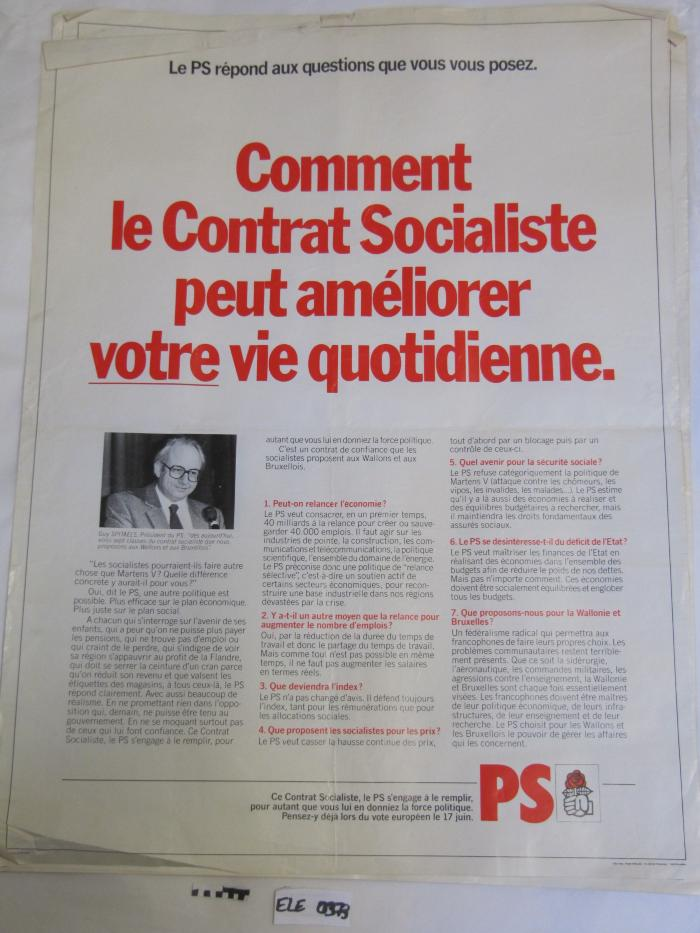 Le PS répond aux questions que vous vous posez.
Comment
le Contrat Socialiste
peut améliorer
votre vie quotidienne.
Guy SPITAELS, Président du PS, "dès aujourd'hui,
voici sept clauses du contrat socialiste que nous
proposons aux Wallons et aux Bruxellois".
"Les socialistes pourraient-ils faire autre
chose que Martens V? Quelle différence
concrète y aurait-il pour vous?"
Oui, dit le PS, une autre politique est
possible. Plus efficace sur le plan économique.
Plus juste sur le plan social.
A chacun qui s'interroge sur l'avenir de ses
enfants, qui a peur qu'on ne puisse plus payer
les pensions, qui ne trouve pas d'emploi ou
qui craint de le perdre, qui s'indigne de voir
sa région s'appauvrir au profit de la Flandre,
qui doit se serrer la ceinture d'un cran parce
qu'on réduit son revenu et que valsent les
étiquettes des magasins, à tous ceux-là, le PS
répond clairement. Avec aussi beaucoup de
réalisme. En ne promettant rien dans l'oppo-
sition qui, demain, ne puisse être tenu au
gouvernement. En ne se moquant surtout pas
de ceux qui lui font confiance. Ce Contrat
Socialiste, le PS s'engage à le remplir, pour
autant que vous lui en donniez la force politique.
C'est un contrat de confiance que les
socialistes proposent aux Wallons et aux
Bruxellois.
1. Peut-on relancer l'économie?
Le PS veut consacrer, en un premier temps,
40 milliards à la relance pour créer ou sauve-
garder 40.000 emplois. Il faut agir sur les
industries de pointe, la construction, les com-
munications et télécommunications, la politique
scientifique, l'ensemble du domaine de l'énergie.
Le PS préconise donc une politique de "relance
sélective", c'est-à-dire un soutien actif de
certains secteurs économiques, pour recons-
truire une base industrielle dans nos régions
dévastées par la crise.
2. Y a-t-il un autre moyen que la relance pour
augmenter le nombre d'emplois?
Oui, par la réduction de la durée du temps de
travail et donc le partage du temps de travail.
Mais comme tout n'est pas possible en même
temps, il ne faut pas augmenter les salaires
en termes réels.
3. Que deviendra l'index?
Le PS n'a pas changé d'avis. Il défend toujours
l'index, tant pour les rémunérations que pour
les allocations sociales.
4. Que proposent les socialistes pour les prix?
Le PS veut casser la hausse continue des prix,
tout d'abord par un blocage puis par un
contrôle de ceux-ci.
5. Quel avenir pour la sécurité sociale?
Le PS refuse catégoriquement la politique de
Martens V (attaque contre les chômeurs, les
vipos, les invalides, les malades...). Le PS estime
qu'il y a là aussi des économies à réaliser et
des équilibres budgétaires à rechercher, mais
il maintiendra les droits fondamentaux des
assurés sociaux.
6. Le PS se désintéresse-t-il du déficit de l'Etat?
Le PS veut maîtriser les finances de l'Etat en
réalisant des économies dans l'ensemble des
budgets afin de réduire le poids de nos dettes.
Mais pas n'importe comment. Ces économies
doivent être socialement équilibrées et englober
tous les budgets.
7. Que proposons-nous pour la Wallonie et
Bruxelles?
Un fédéralisme radical qui permettra aux
francophones de faire leurs propres choix. Les
problèmes communautaires restent terrible-
ment présents. Que ce soit la sidérurgie,
l'aéronautique, les commandes militaires, les
agressions contre l'enseignement, la Wallonie
et Bruxelles sont chaque fois essentiellement
visées. Les francophones doivent être maîtres
de leur politique économique, de leurs infra-
structures, de leur enseignement et de leur
recherche. Le PS choisit pour les Wallons et
les Bruxellois le pouvoir de gérer les affaires
qui les concernent.
Ce Contrat Socialiste, le PS s'engage à le remplir,
pour autant que vous lui en donniez la force politique.
Pensez-y déjà lors du vote européen le 17 juin.
PS
ELE